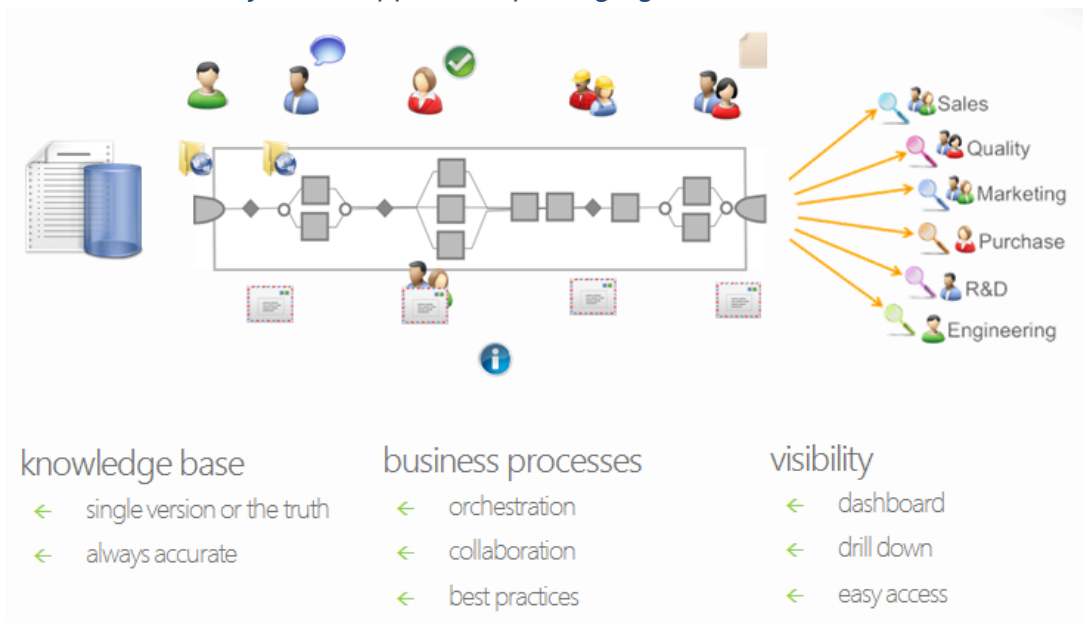 Sales
Quality
Marketing
Purchase
R&D
Engineering
knowledge base
← single version or the truth
← always accurate
business processes
← orchestration
← collaboration
← best practices
visibility
← dashboard
← drill down
← easy access